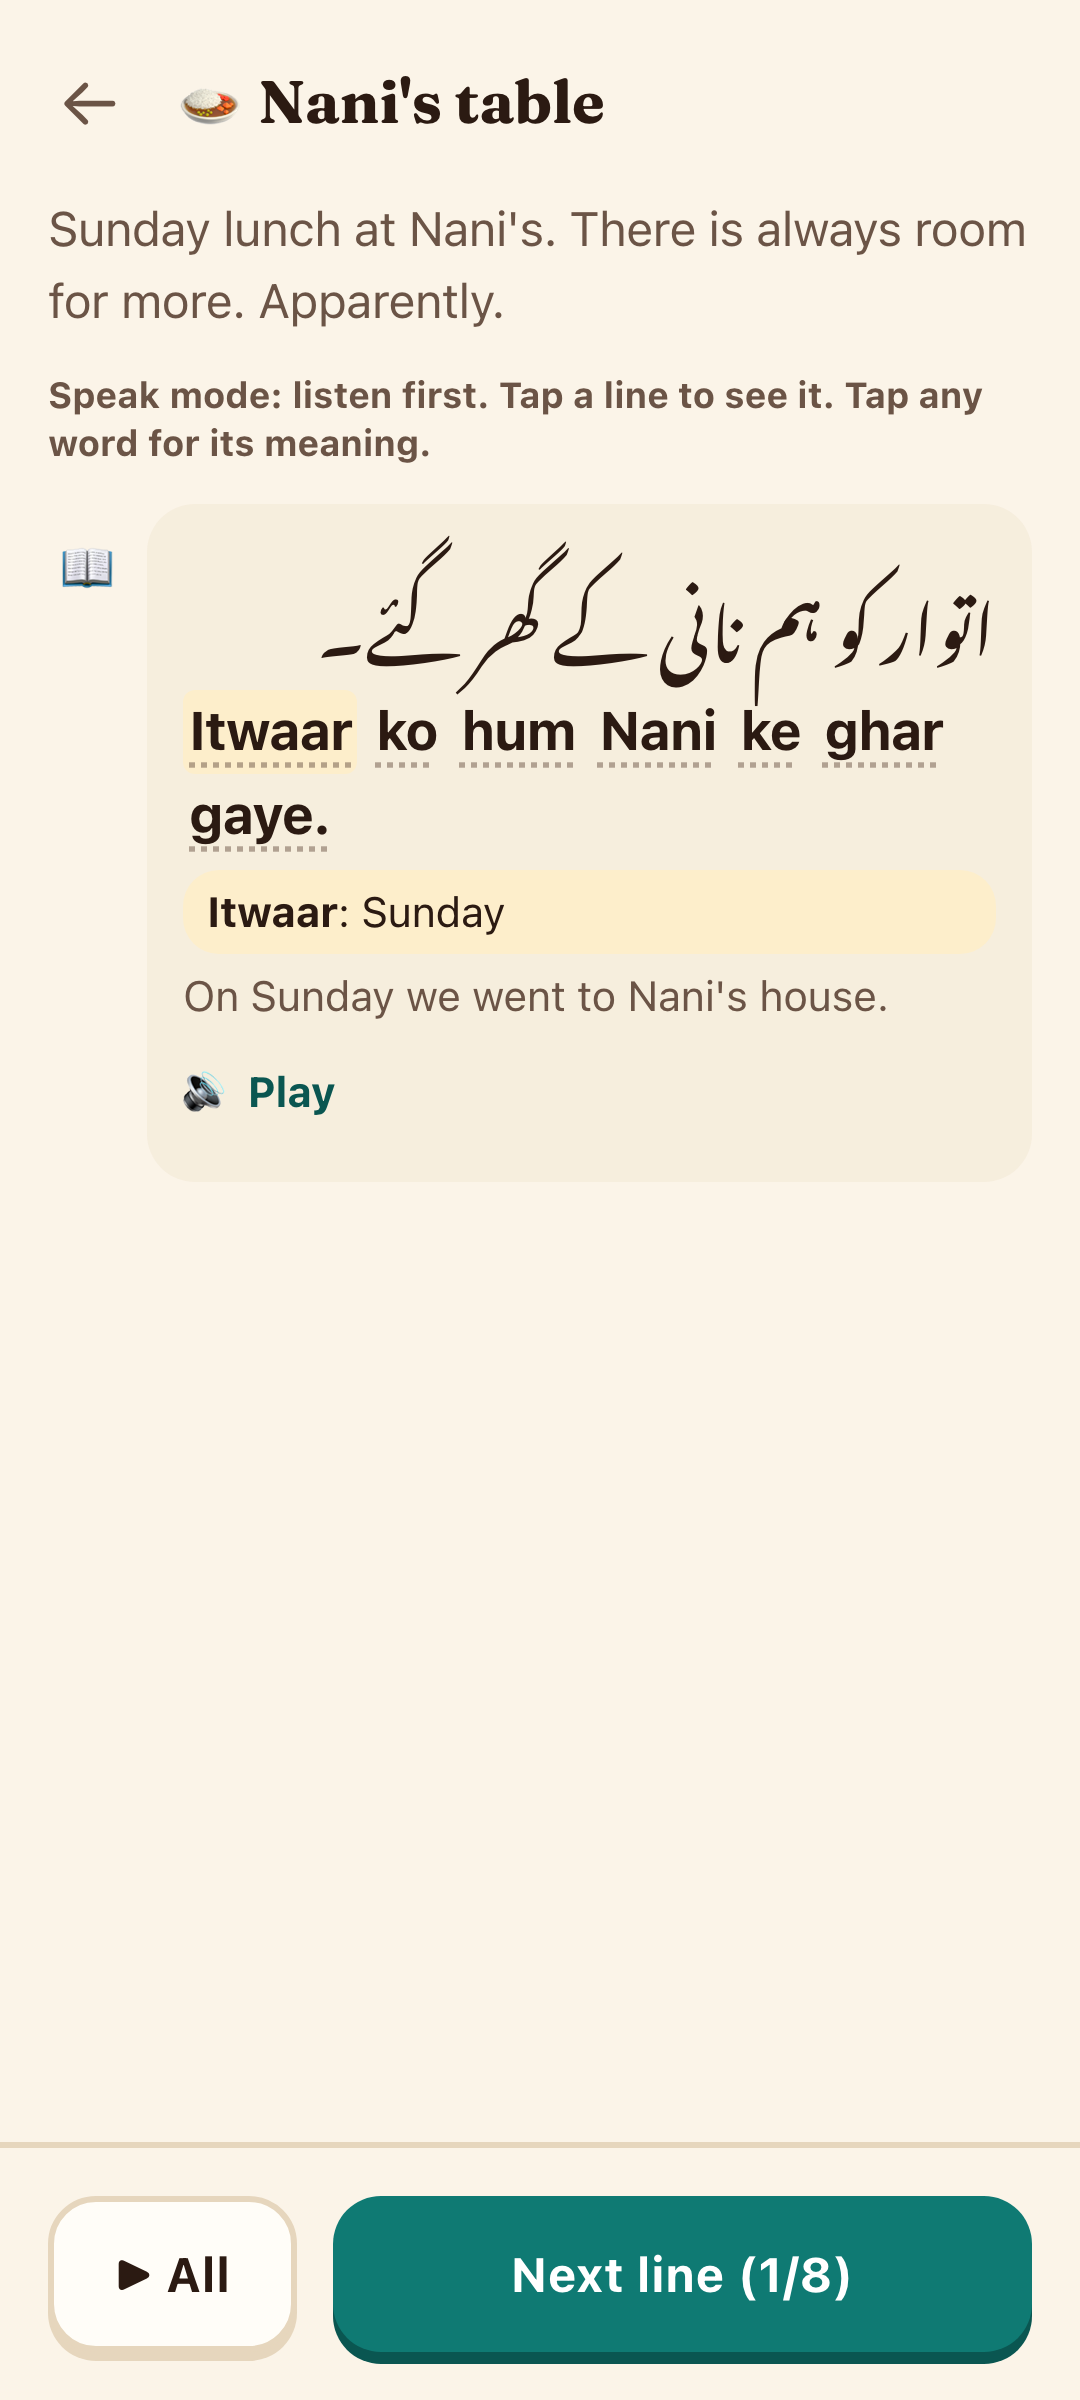 Nani's table
Sunday lunch at Nani's. There is always room
for more. Apparently.
Speak mode: listen first. Tap a line to see it. Tap any
word for its meaning.
اتوار کو ہم نانی کے گھر گئے۔
Itwaar ko hum Nani ke ghar
gaye.
Itwaar: Sunday
On Sunday we went to Nani's house.
Play
All
Next line (1/8)